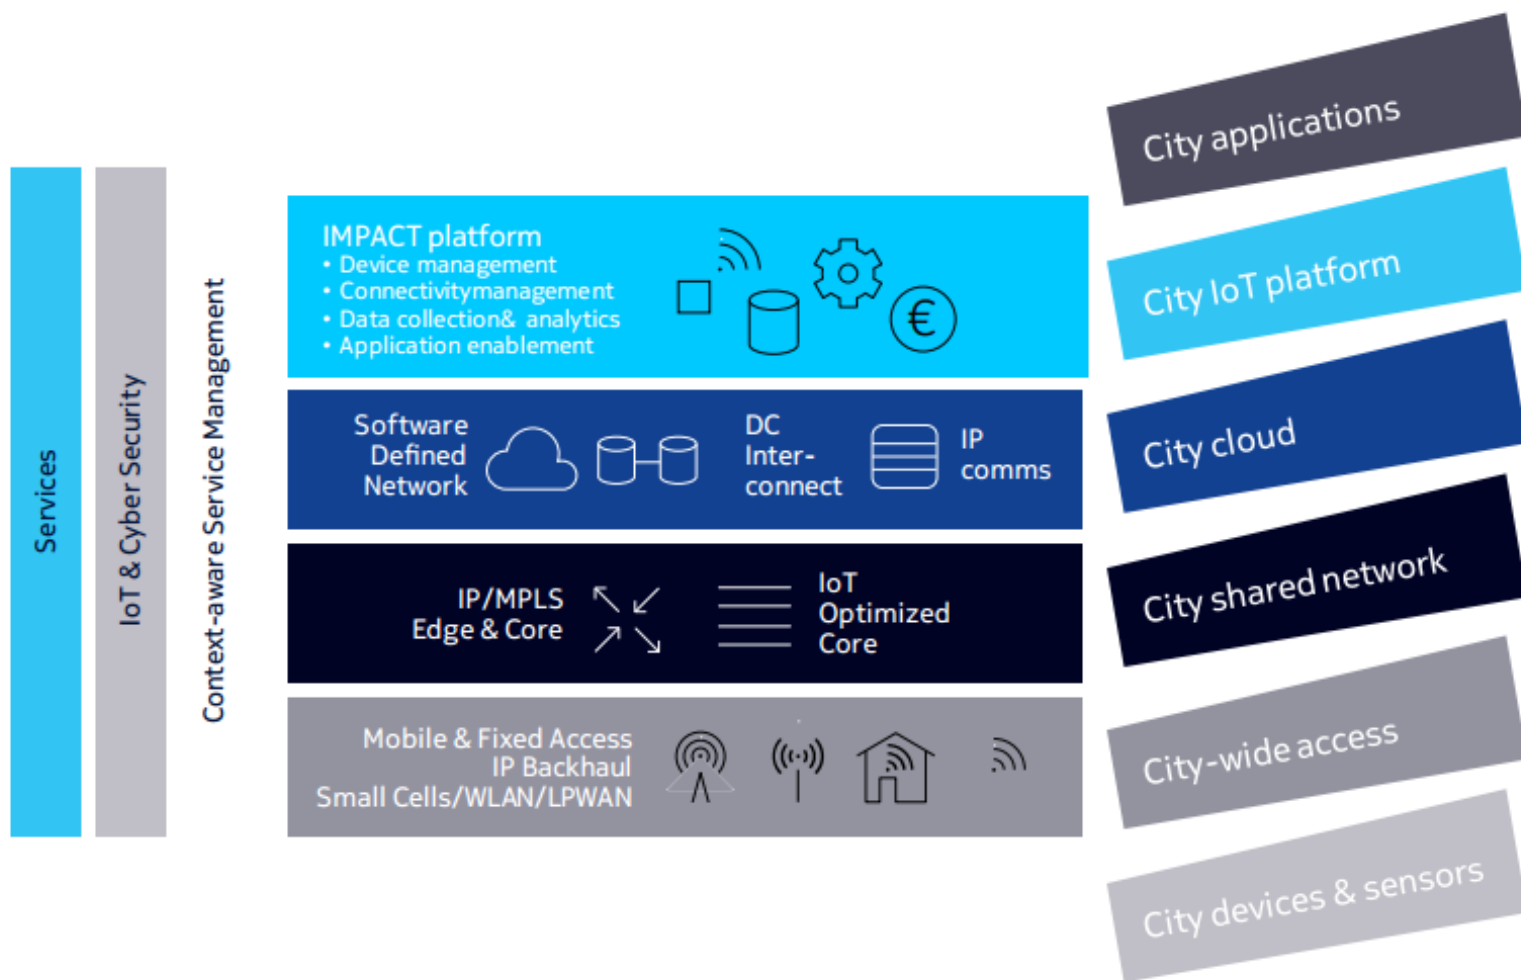 Services
IoT & Cyber Security
Context-aware Service Management
IMPACT platform
• Device management
• Connectivitymanagement
• Data collection& analytics
• Application enablement
€
Software
Defined
Network
DC
Inter-
connect
IP
comms
IP/MPLS
Edge & Core
IoT
Optimized
Core
Mobile & Fixed Access
IP Backhaul
Small Cells/WLAN/LPWAN
City applications
City IoT platform
City cloud
City shared network
City-wide access
City devices & sensors